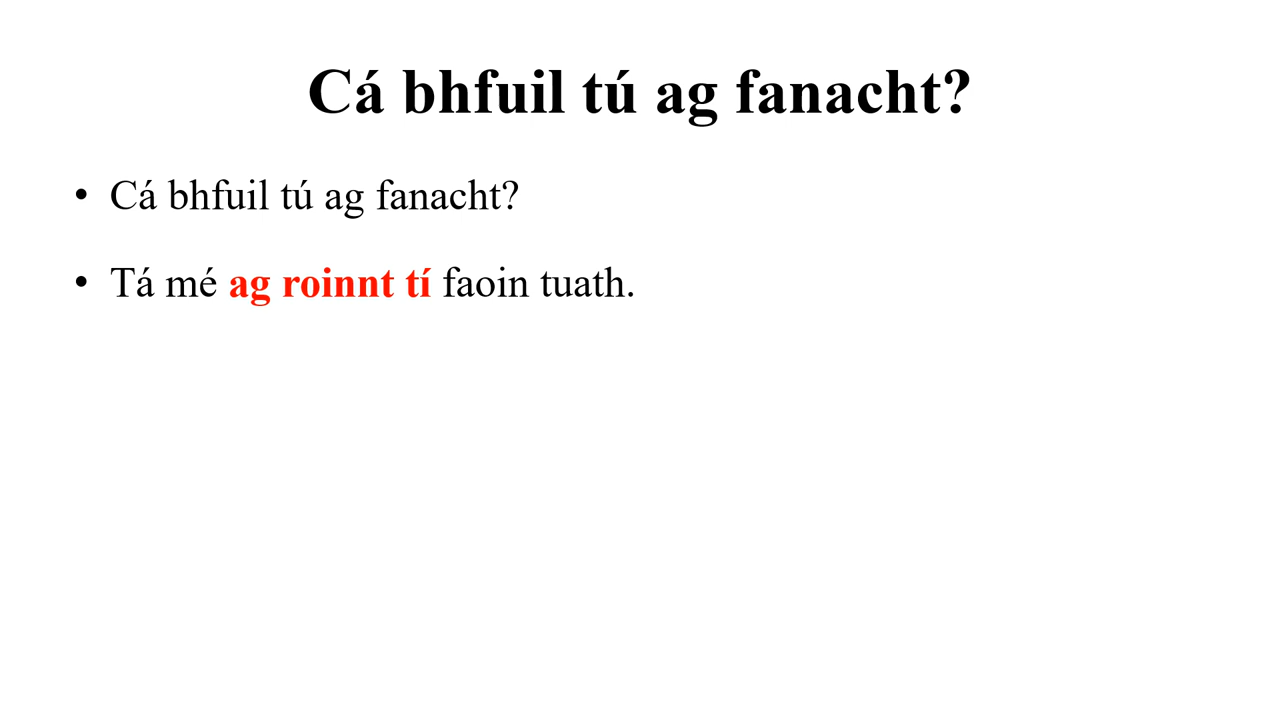 Cá bhfuil tú ag fanacht?
• Cá bhfuil tú ag fanacht?
• Tá mé ag roinnt tí faoin tuath.